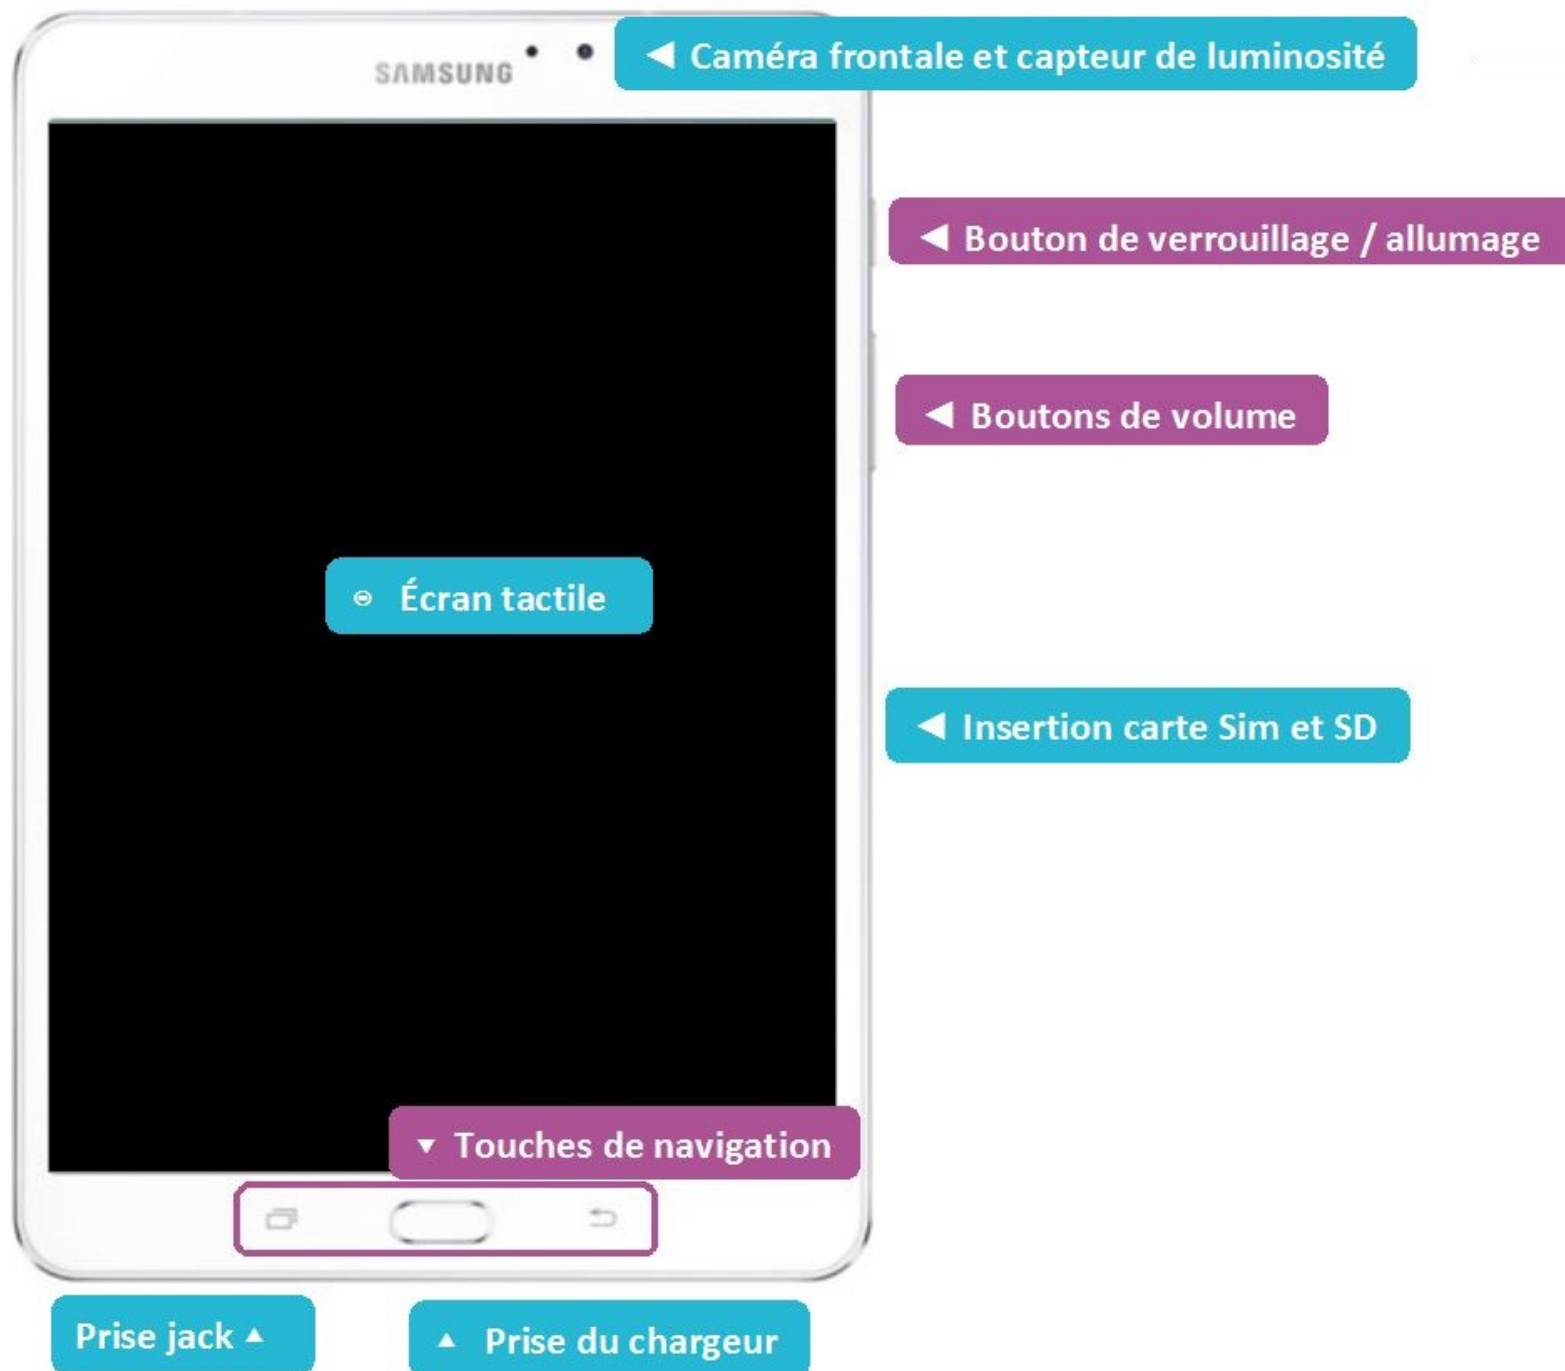 SAMSUNG
◄ Caméra frontale et capteur de luminosité
◄ Bouton de verrouillage / allumage
◄ Boutons de volume
Écran tactile
◄ Insertion carte Sim et SD
▼ Touches de navigation
Prise jack ▲
▲ Prise du chargeur